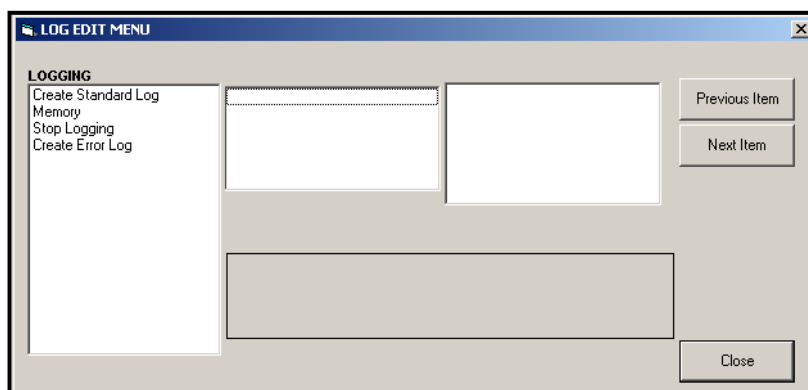 LOG EDIT MENU
LOGGING
Create Standard Log
Memory
Stop Logging
Create Error Log
Previous Item
Next Item
Close